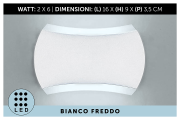 WATT: 2 X 6 | DIMENSIONI: (L) 16 X (H) 9 X (P) 3,5 CM
LED
BIANCO FREDDO